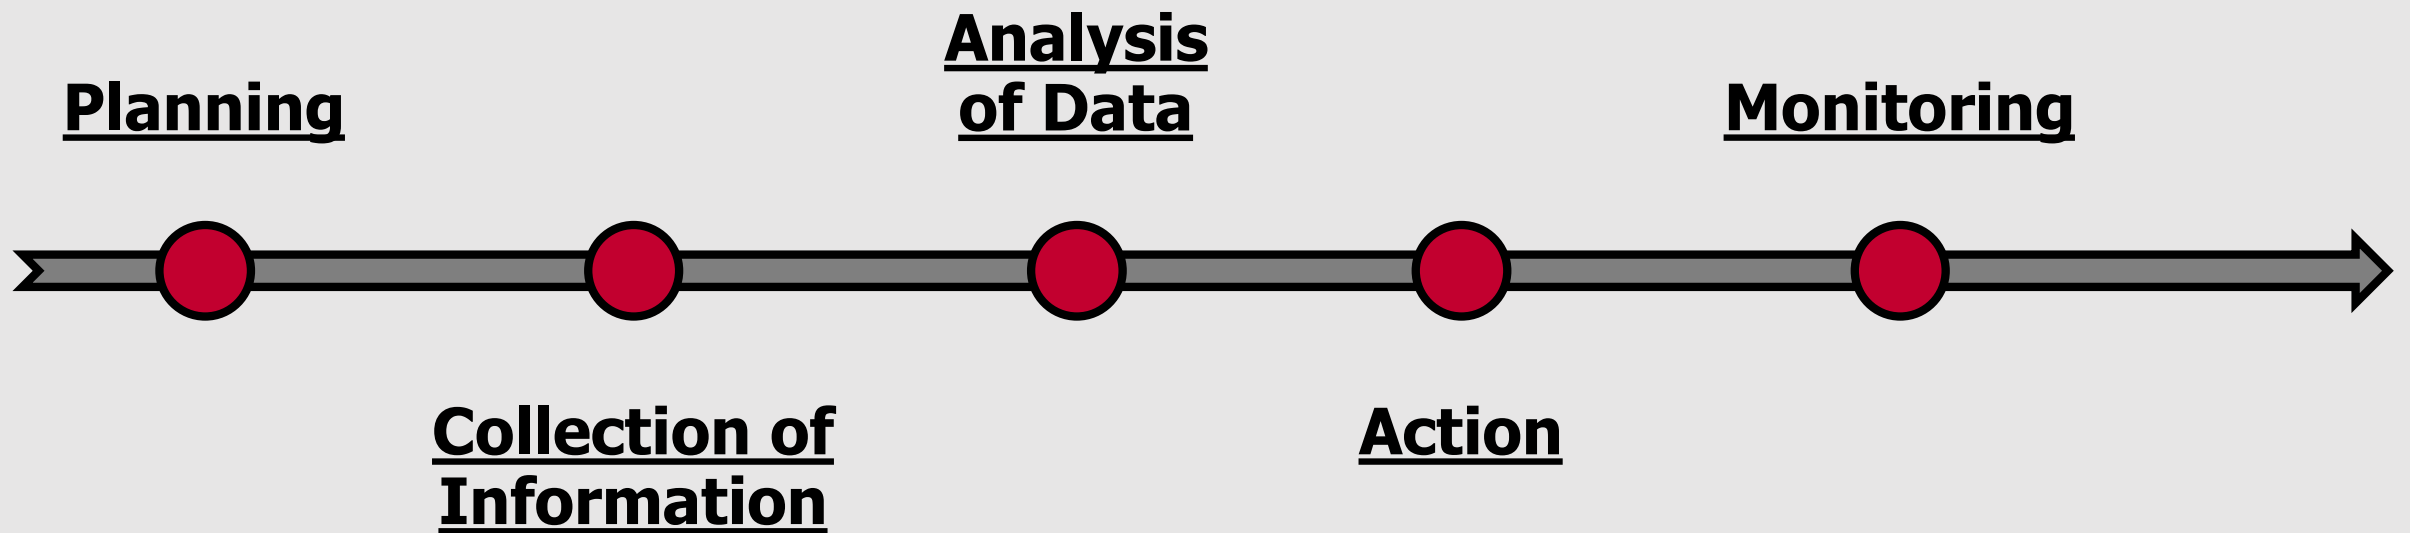 Planning
Collection of
Information
Analysis
of Data
Action
Monitoring